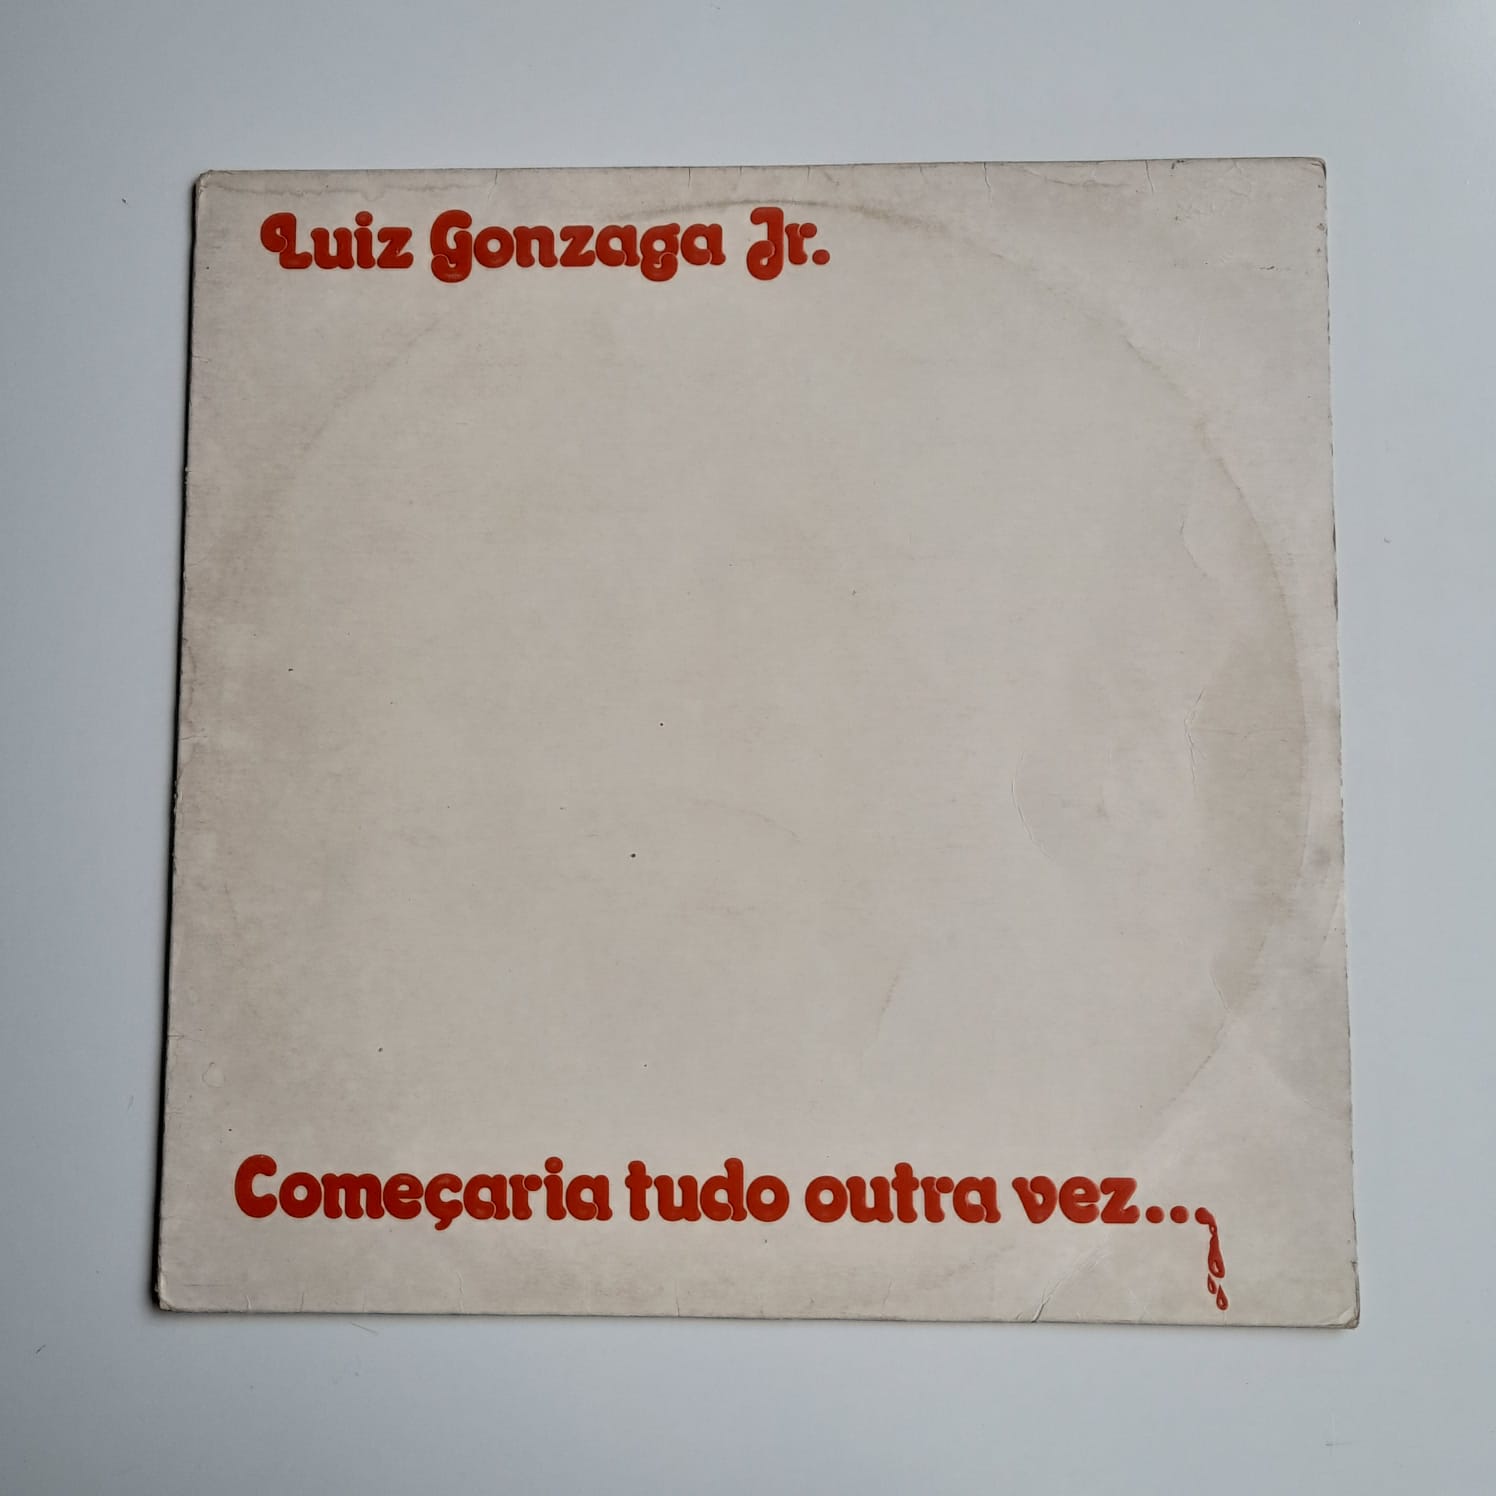 Luiz Gonzaga Jr.
Começaria tudo outra vez...